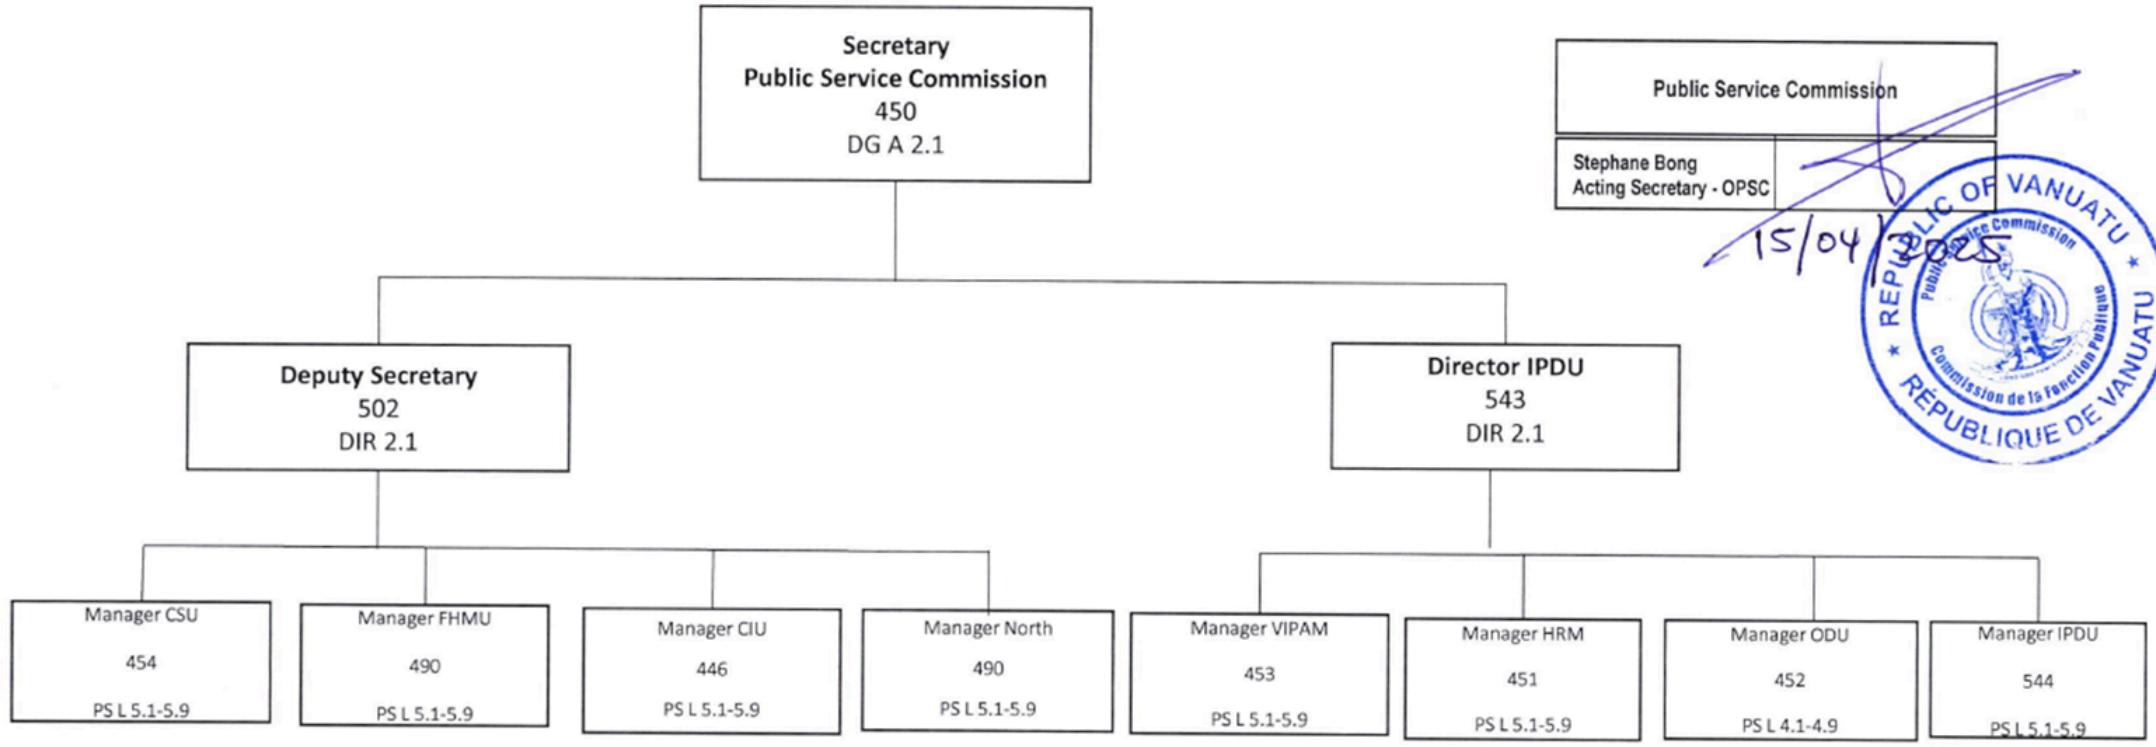 Secretary
Public Service Commission
450
DG A 2.1
Public Service Commission
Stephane Bong
Acting Secretary - OPSC
15/04/2025
REPUBLIC OF VANUATU
Public Service Commission
Commission de la Fonction Publique
RÉPUBLIQUE DE VANUATU
Deputy Secretary
502
DIR 2.1
Director IPDU
543
DIR 2.1
Manager CSU
454
PS L 5.1-5.9
Manager FHMU
490
PS L 5.1-5.9
Manager CIU
446
PS L 5.1-5.9
Manager North
490
PS L 5.1-5.9
Manager VIPAM
453
PS L 5.1-5.9
Manager HRM
451
PS L 5.1-5.9
Manager ODU
452
PS L 4.1-4.9
Manager IPDU
544
PS L 5.1-5.9